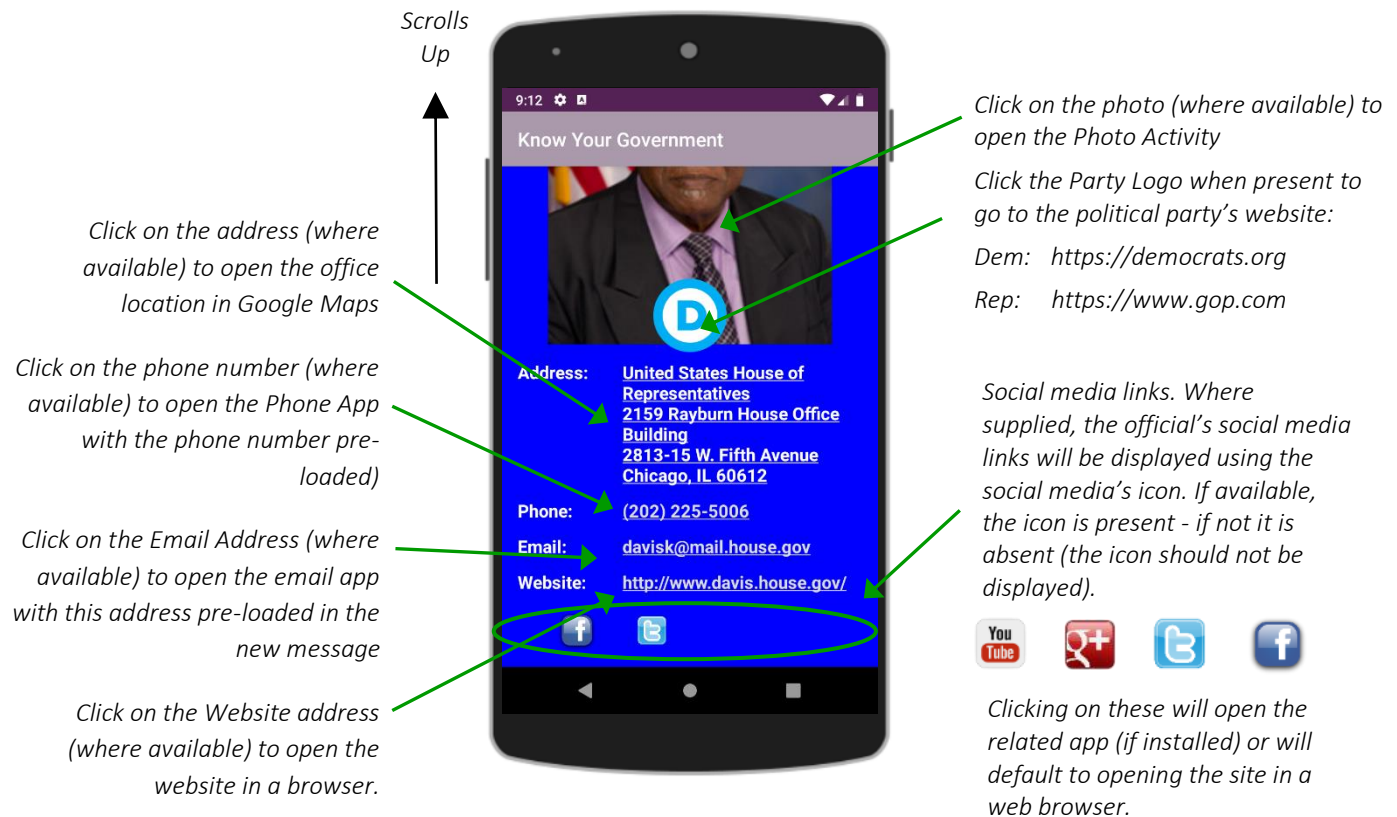 Scrolls
Up
9:12
Know Your Government
D
Address: United States House of
Representatives
2159 Rayburn House Office
Building
2813-15 W. Fifth Avenue
Chicago, IL 60612
Phone: (202) 225-5006
Email: davisk@mail.house.gov
Website: http://www.davis.house.gov/
f t
Click on the address (where
available) to open the office
location in Google Maps
Click on the phone number (where
available) to open the Phone App
with the phone number pre-
loaded)
Click on the Email Address (where
available) to open the email app
with this address pre-loaded in the
new message
Click on the Website address
(where available) to open the
website in a browser.
Click on the photo (where available) to
open the Photo Activity
Click the Party Logo when present to
go to the political party’s website:
Dem: https://democrats.org
Rep: https://www.gop.com
Social media links. Where
supplied, the official’s social media
links will be displayed using the
social media’s icon. If available,
the icon is present - if not it is
absent (the icon should not be
displayed).
You
Tube
g+ t f
Clicking on these will open the
related app (if installed) or will
default to opening the site in a
web browser.